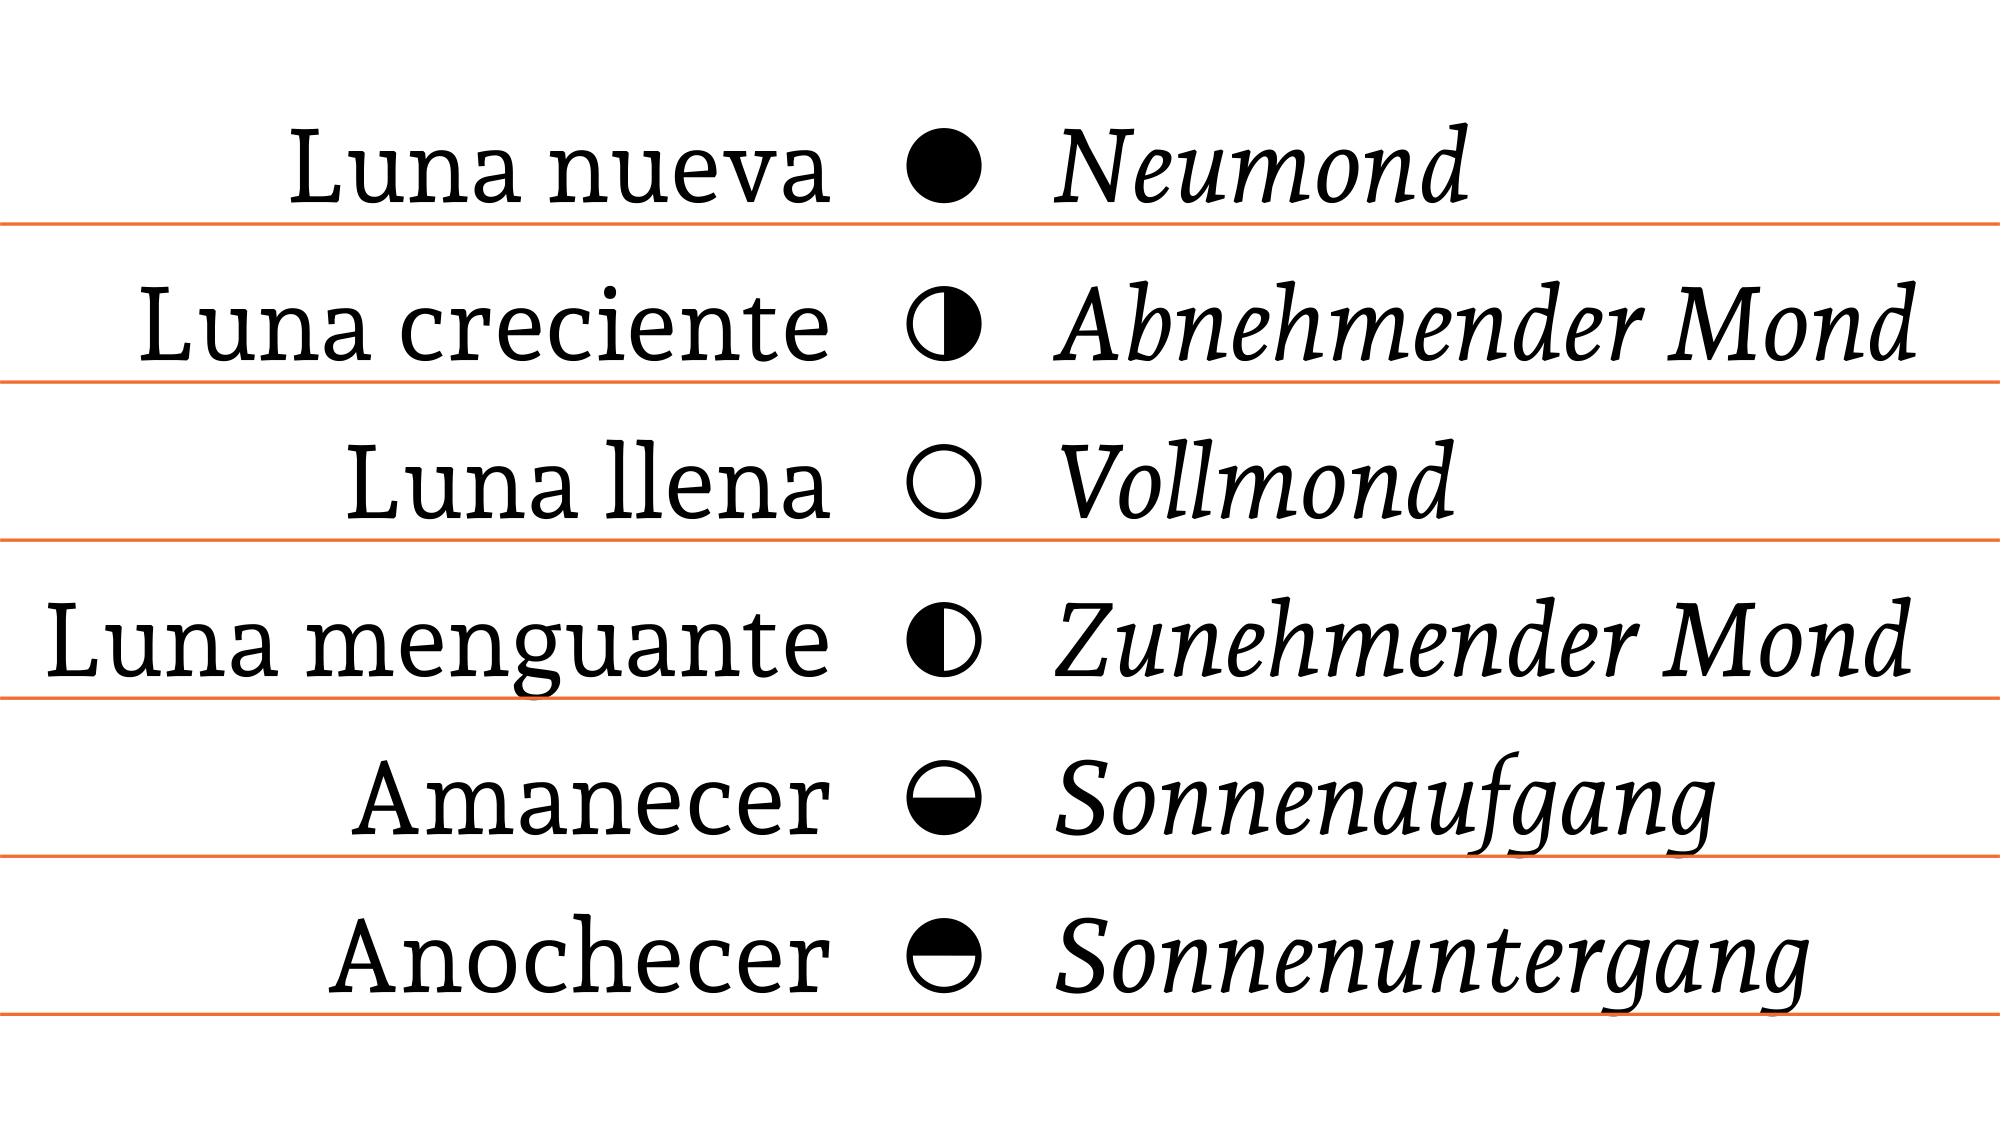 Luna nueva ● Neumond
Luna creciente ◑ Abnehmender Mond
Luna llena ○ Vollmond
Luna menguante ◐ Zunehmender Mond
Amanecer ◒ Sonnenaufgang
Anochecer ◓ Sonnenuntergang